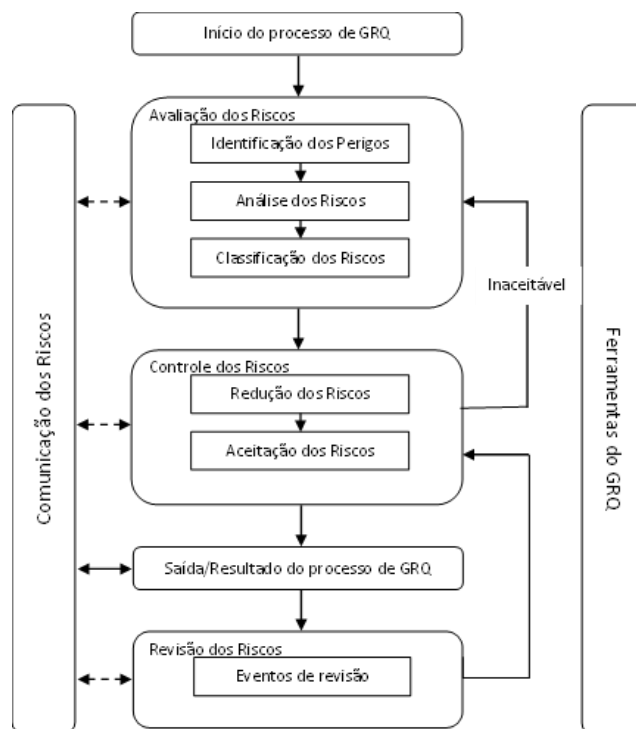 Início do processo de GRQ
Avaliação dos Riscos
Identificação dos Perigos
Análise dos Riscos
Classificação dos Riscos
Inaceitável
Controle dos Riscos
Redução dos Riscos
Aceitação dos Riscos
Saída/Resultado do processo de GRQ
Revisão dos Riscos
Eventos de revisão
Comunicação dos Riscos
Ferramentas do GRQ